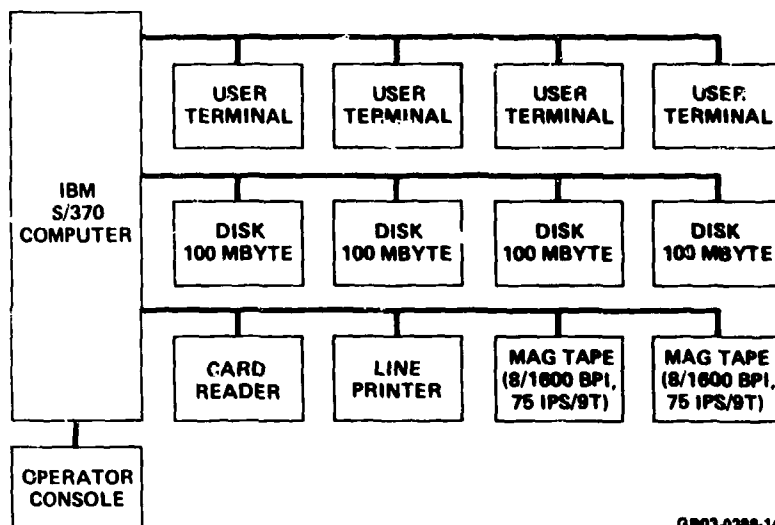 USER
TERMINAL
USER
TERMINAL
USER
TERMINAL
USER
TERMINAL
IBM
S/370
COMPUTER
DISK
100 MBYTE
DISK
100 MBYTE
DISK
100 MBYTE
DISK
100 MBYTE
CARD
READER
LINE
PRINTER
MAG TAPE
(8/1600 BPI,
75 IPS/9T)
MAG TAPE
(8/1600 BPI,
75 IPS/9T)
OPERATOR
CONSOLE